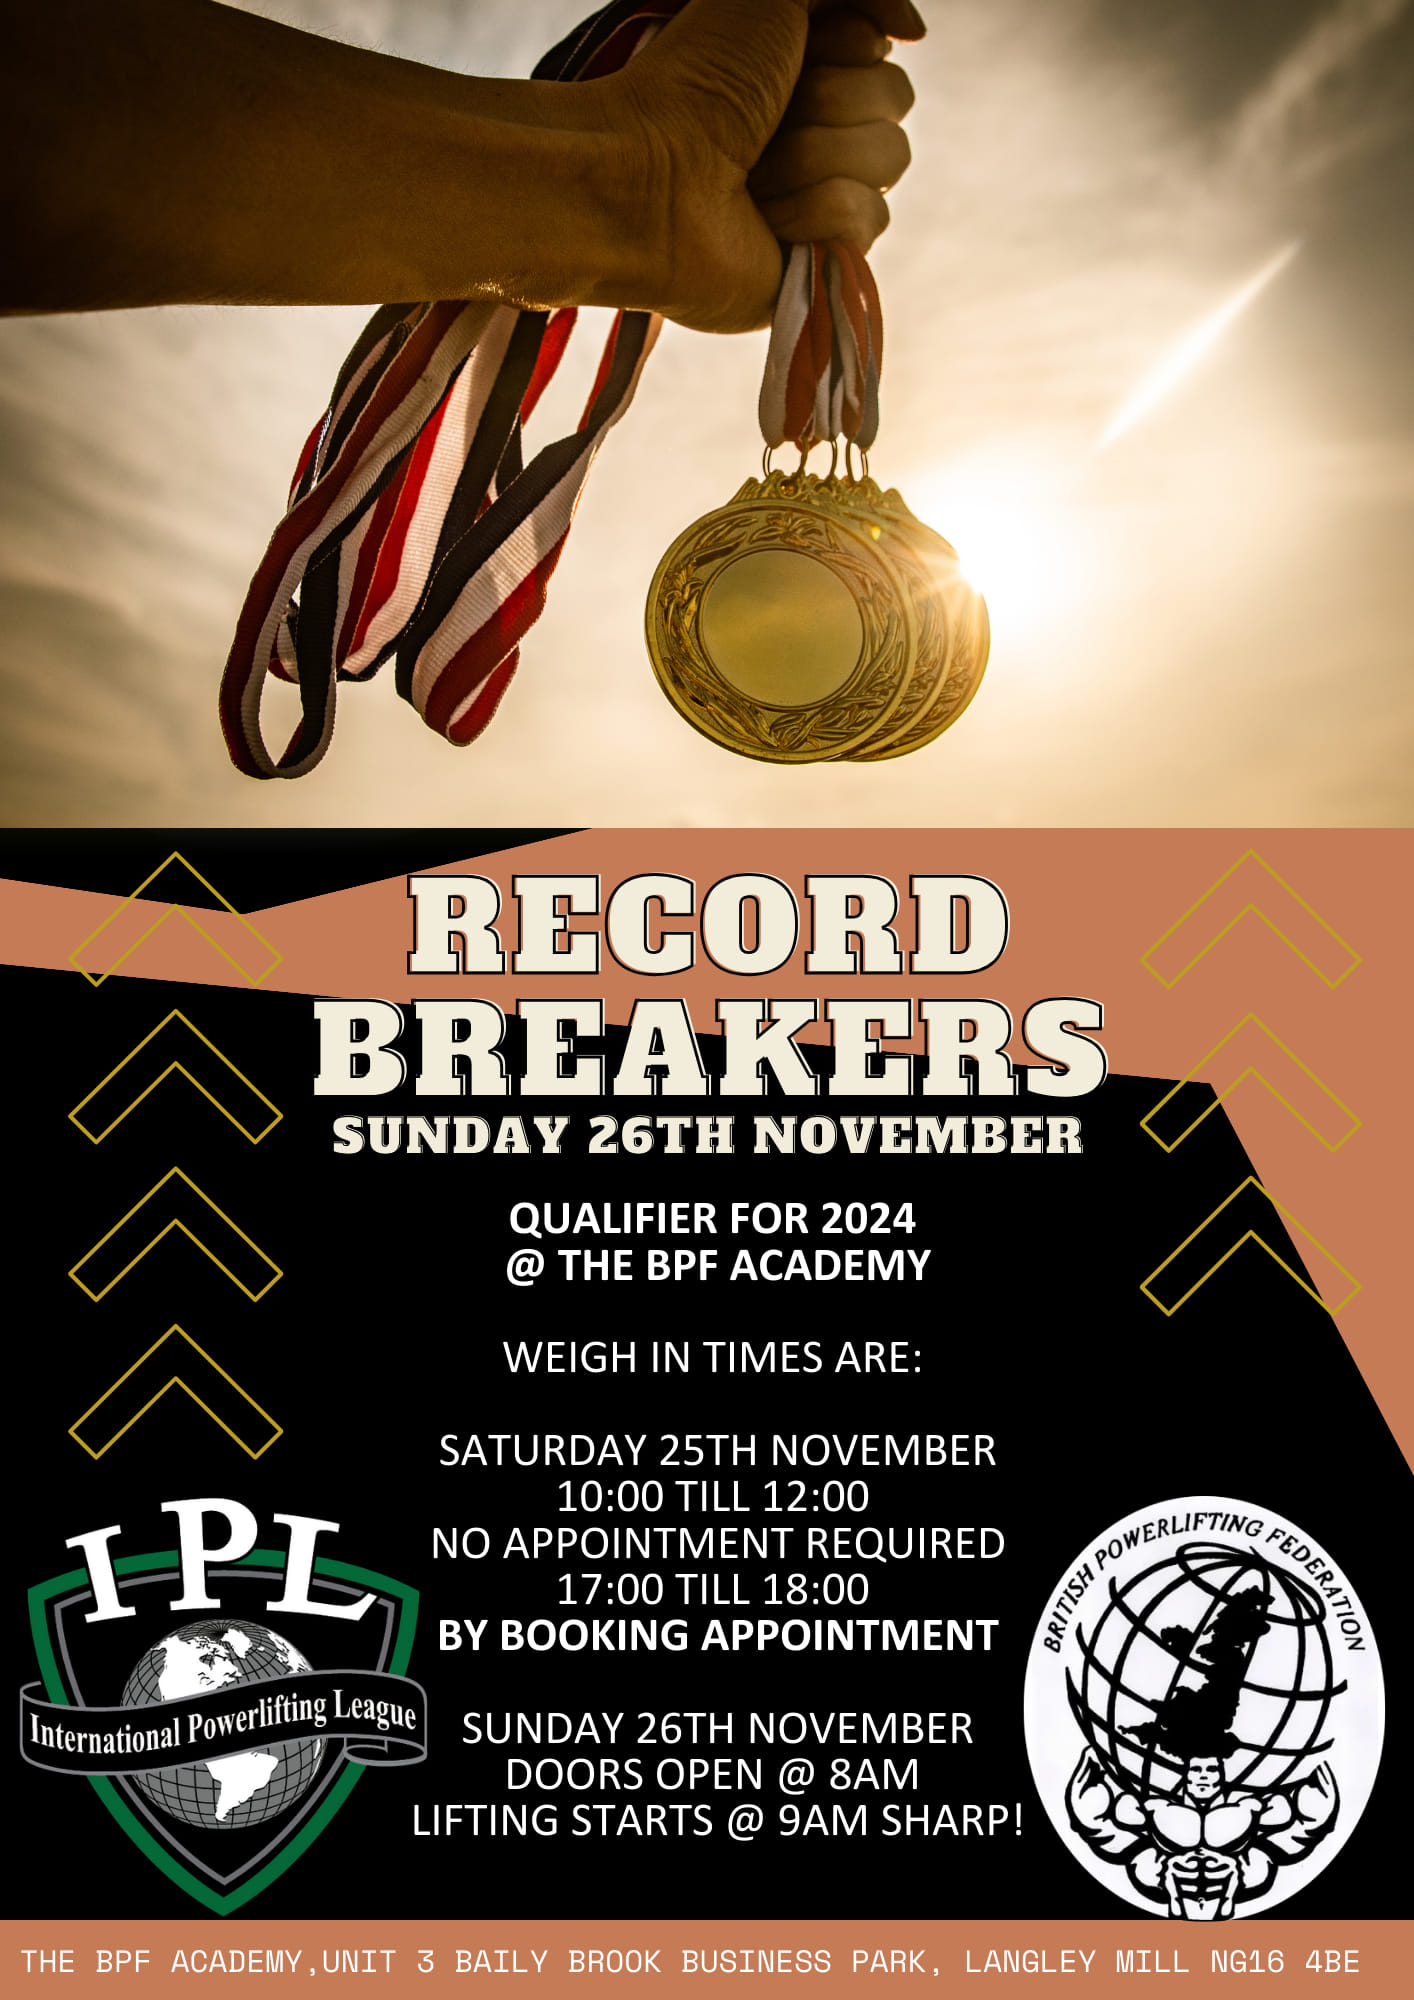 RECORD
BREAKERS
SUNDAY 26TH NOVEMBER
QUALIFIER FOR 2024
@ THE BPF ACADEMY
WEIGH IN TIMES ARE:
SATURDAY 25TH NOVEMBER
10:00 TILL 12:00
NO APPOINTMENT REQUIRED
17:00 TILL 18:00
BY BOOKING APPOINTMENT
SUNDAY 26TH NOVEMBER
DOORS OPEN @ 8AM
LIFTING STARTS @ 9AM SHARP!
IPL
International Powerlifting League
BRITISH POWERLIFTING FEDERATION
THE BPF ACADEMY,UNIT 3 BAILY BROOK BUSINESS PARK, LANGLEY MILL NG16 4BE